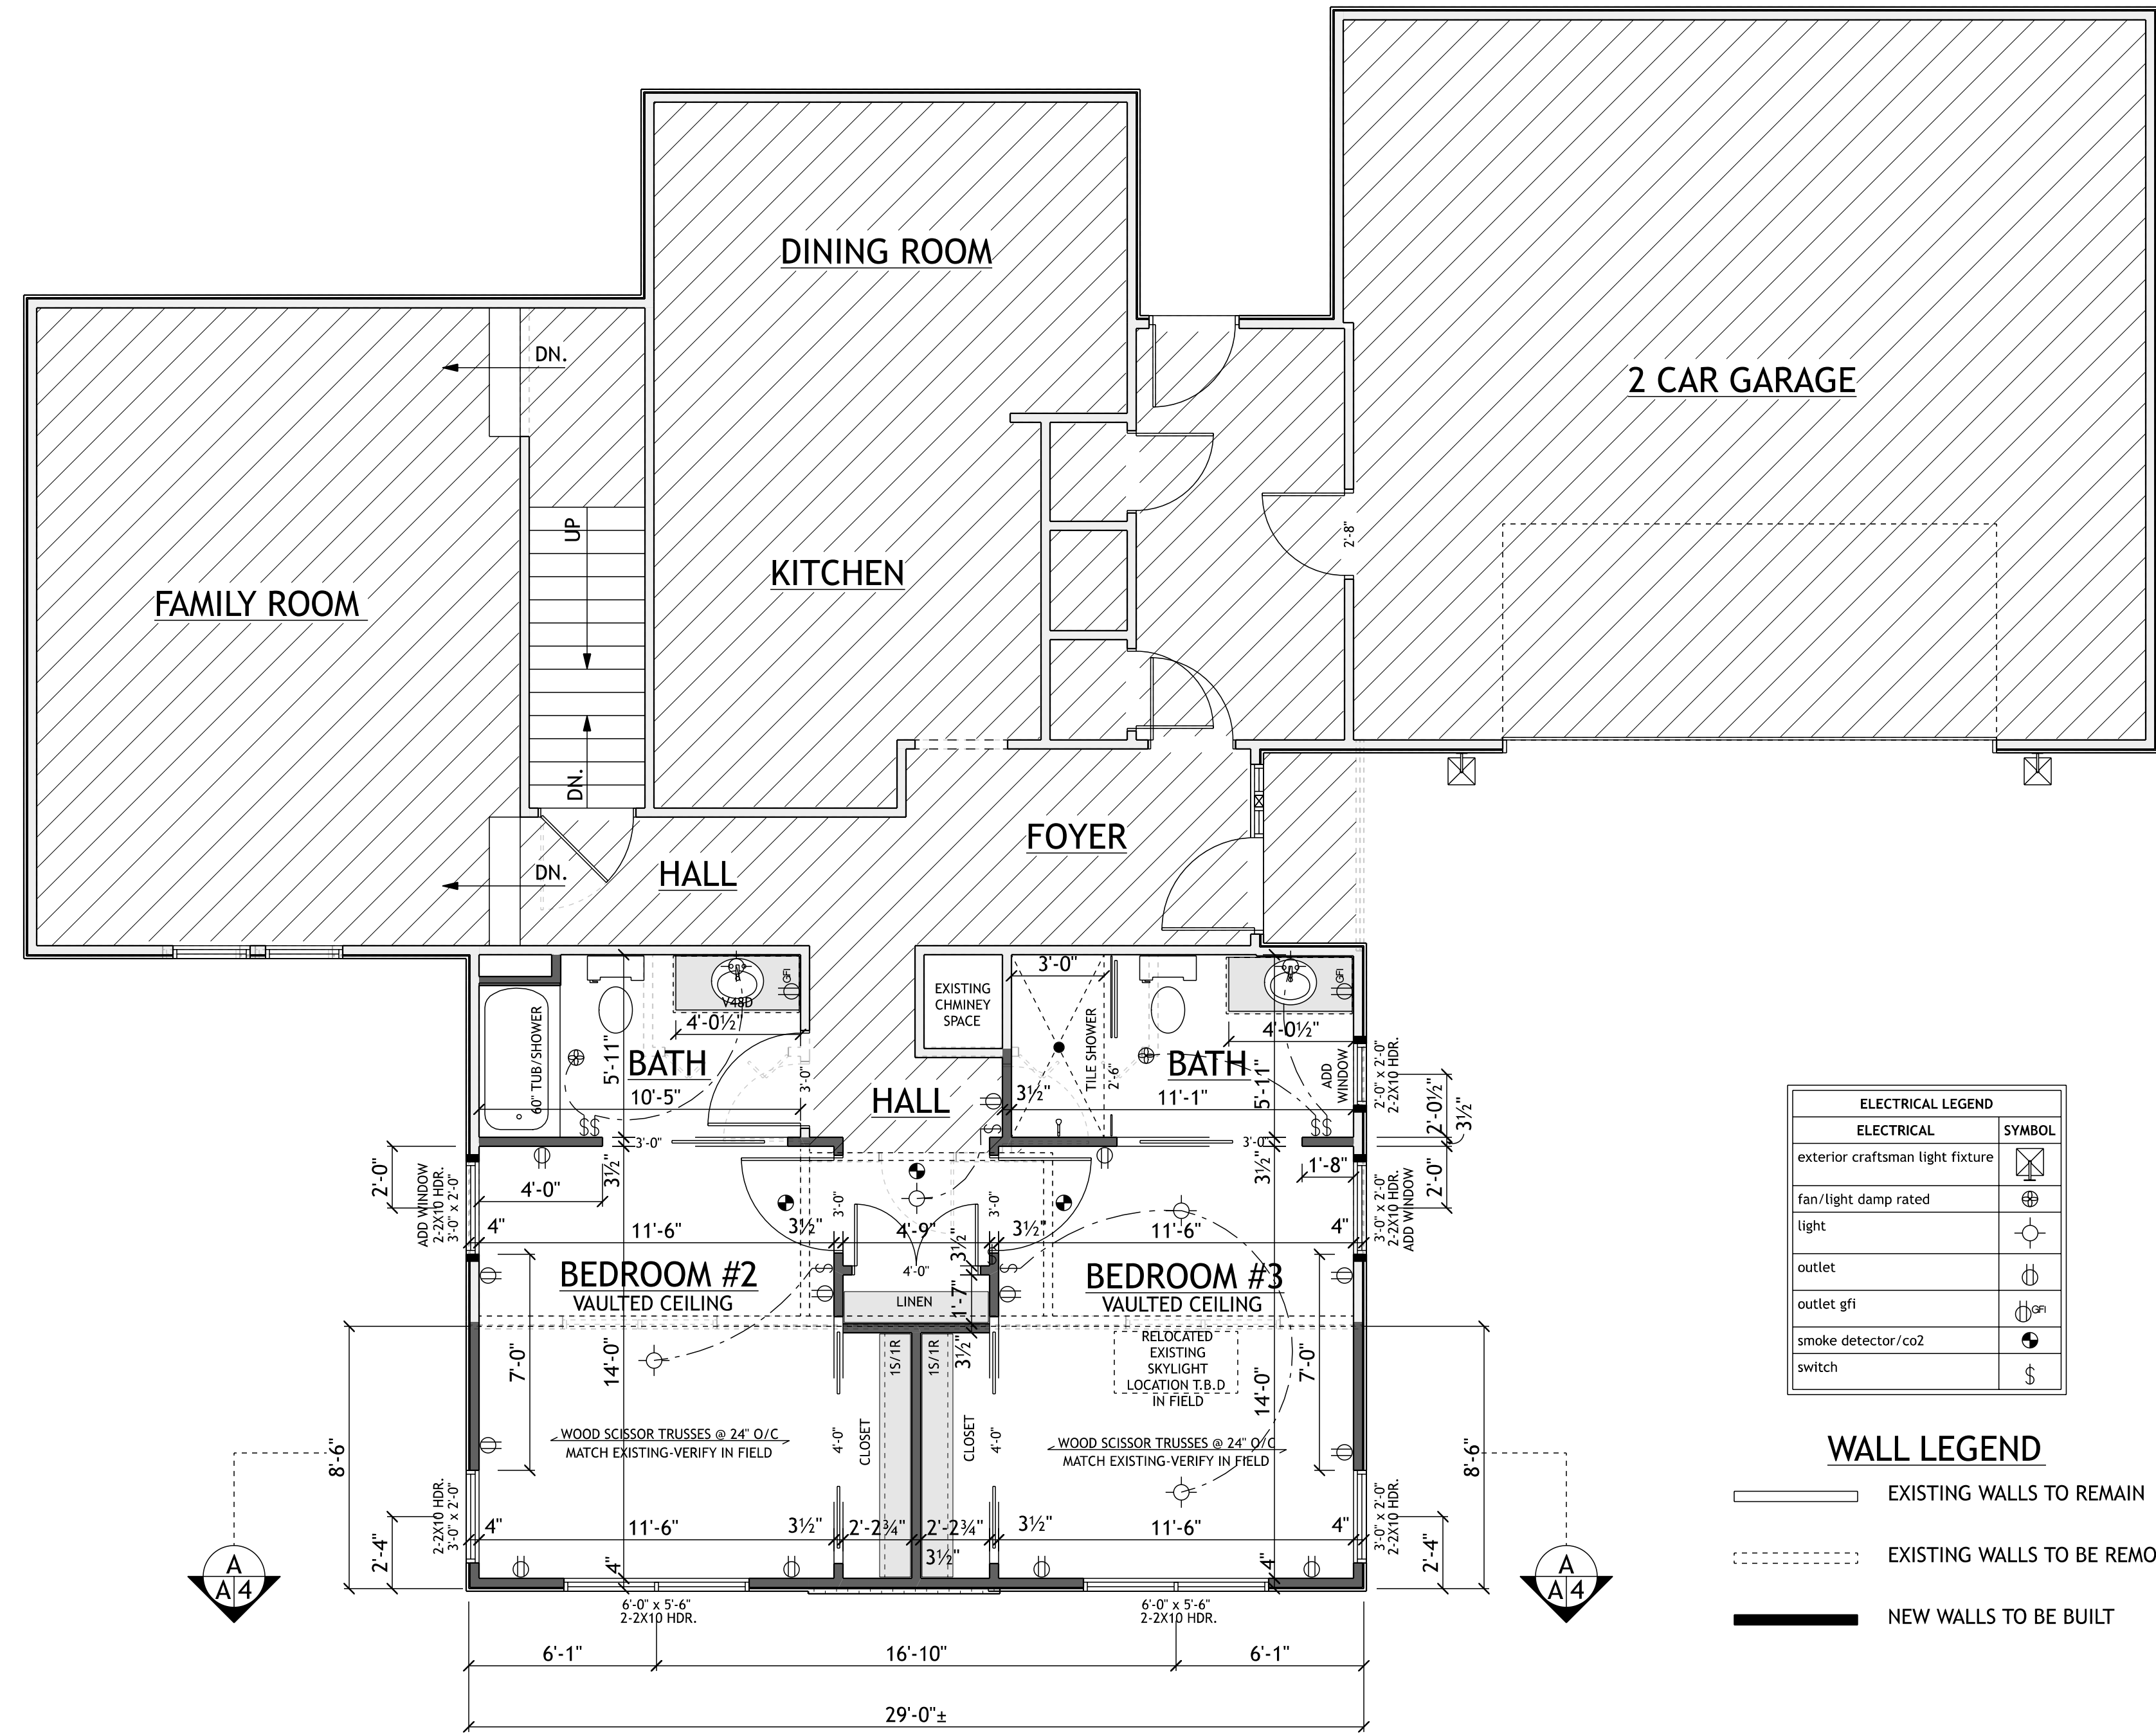 DINING ROOM
2 CAR GARAGE
DN.
UP
2'-8"
KITCHEN
FAMILY ROOM
DN.
FOYER
HALL
DN.
EXISTING
CHMINEY
SPACE
3'-0"
GFI
V48D
4'-0½"
GFI
4'-0½"
60" TUB/SHOWER
5'-11"
BATH
10'-5"
3'-0"
TILE SHOWER
2'-6"
BATH
11'-1"
5'-11"
ADD
WINDOW
2'-0" x 2'-0"
2-2X10 HDR.
2'-0½"
3½"
HALL
3½"
3'-0"
3½"
3'-0"
3½"
2'-0"
ADD WINDOW
2-2X10 HDR.
3'-0" x 2'-0"
4'-0"
1'-8"
3'-0" x 2'-0"
2-2X10 HDR.
ADD WINDOW
2'-0"
3'-0"
3'-0"
4"
11'-6"
3½"
4'-9"
3½"
11'-6"
4"
3½"
4'-0"
BEDROOM #2
VAULTED CEILING
LINEN
1'-7"
BEDROOM #3
VAULTED CEILING
RELOCATED
EXISTING
SKYLIGHT
LOCATION T.B.D
IN FIELD
7'-0"
14'-0"
1S/1R
1S/1R
3½"
14'-0"
7'-0"
8'-6"
WOOD SCISSOR TRUSSES @ 24" O/C
MATCH EXISTING-VERIFY IN FIELD
4'-0"
CLOSET
CLOSET
4'-0"
WOOD SCISSOR TRUSSES @ 24" O/C
MATCH EXISTING-VERIFY IN FIELD
8'-6"
2-2X10 HDR.
3'-0" x 2'-0"
2'-4"
4"
11'-6"
3½"
2'-2¾"
2'-2¾"
3½"
11'-6"
4"
3½"
4"
4"
3'-0" x 2'-0"
2-2X10 HDR.
2'-4"
A
A 4
A
A 4
6'-0" x 5'-6"
2-2X10 HDR.
6'-0" x 5'-6"
2-2X10 HDR.
6'-1"
16'-10"
6'-1"
29'-0"±
ELECTRICAL LEGEND
ELECTRICAL SYMBOL
exterior craftsman light fixture
fan/light damp rated
light
outlet
outlet gfi GFI
smoke detector/co2
switch $
WALL LEGEND
EXISTING WALLS TO REMAIN
EXISTING WALLS TO BE REMO
NEW WALLS TO BE BUILT